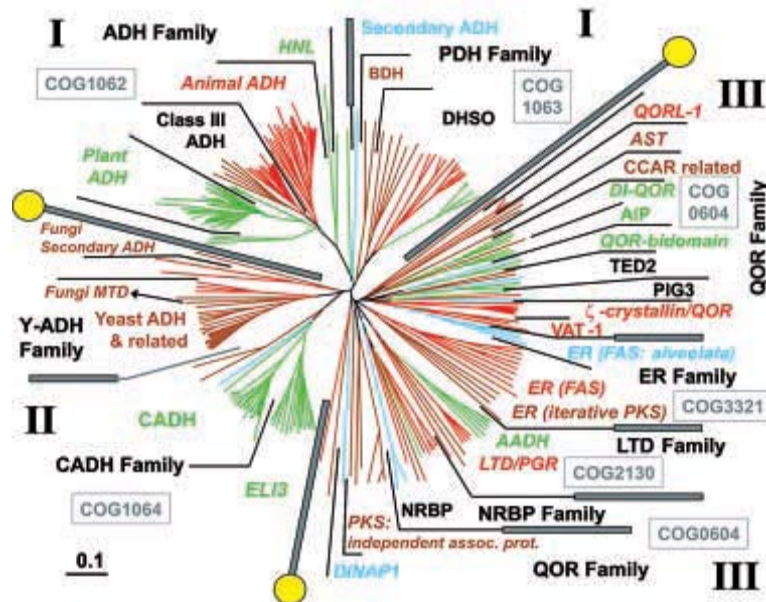 I
ADH Family
HNL
Secondary ADH
I
COG1062
Animal ADH
PDH Family
BDH
COG
1063
III
Class III
ADH
DHSO
QORL-1
Plant
ADH
AST
CCAR related
DI-QOR
COG
0604
AIP
QOR-bidomain
QOR Family
Fungi
Secondary ADH
TED2
PIG3
Fungi MTD
ζ-crystallin/QOR
Y-ADH
Family
Yeast ADH
& related
VAT-1
ER (FAS: alveolata)
ER Family
II
ER (FAS)
CADH
ER (iterative PKS)
COG3321
AADH
LTD Family
CADH Family
LTD/PGR
COG2130
ELI3
NRBP
NRBP Family
COG1064
PKS:
independent assoc. prot.
COG0604
0.1
DINAP1
QOR Family
III